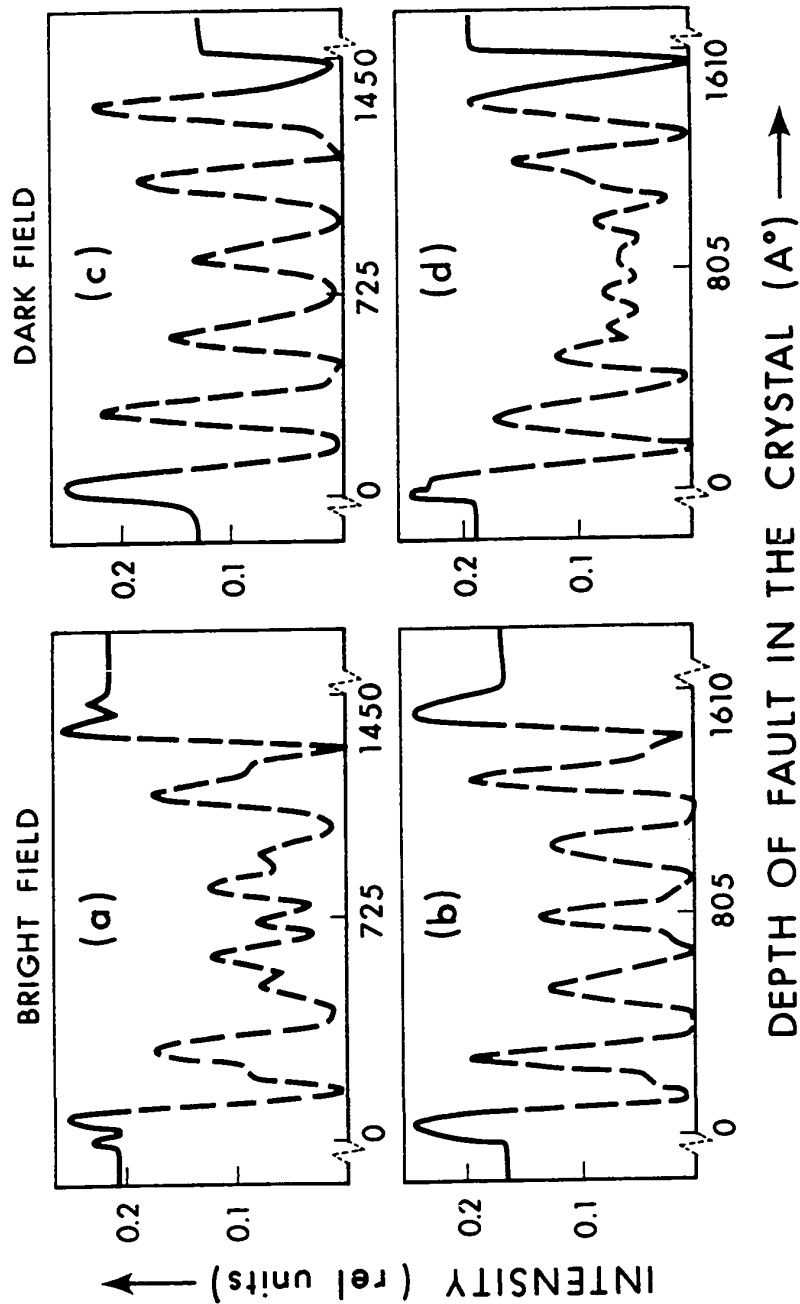 BRIGHT FIELD
DARK FIELD
(a)
0.2
0.1
0 725 1450
(c)
0.2
0.1
0 725 1450
(b)
0.2
0.1
0 805 1610
(d)
0.2
0.1
0 805 1610
INTENSITY (rel units)
DEPTH OF FAULT IN THE CRYSTAL (A°)